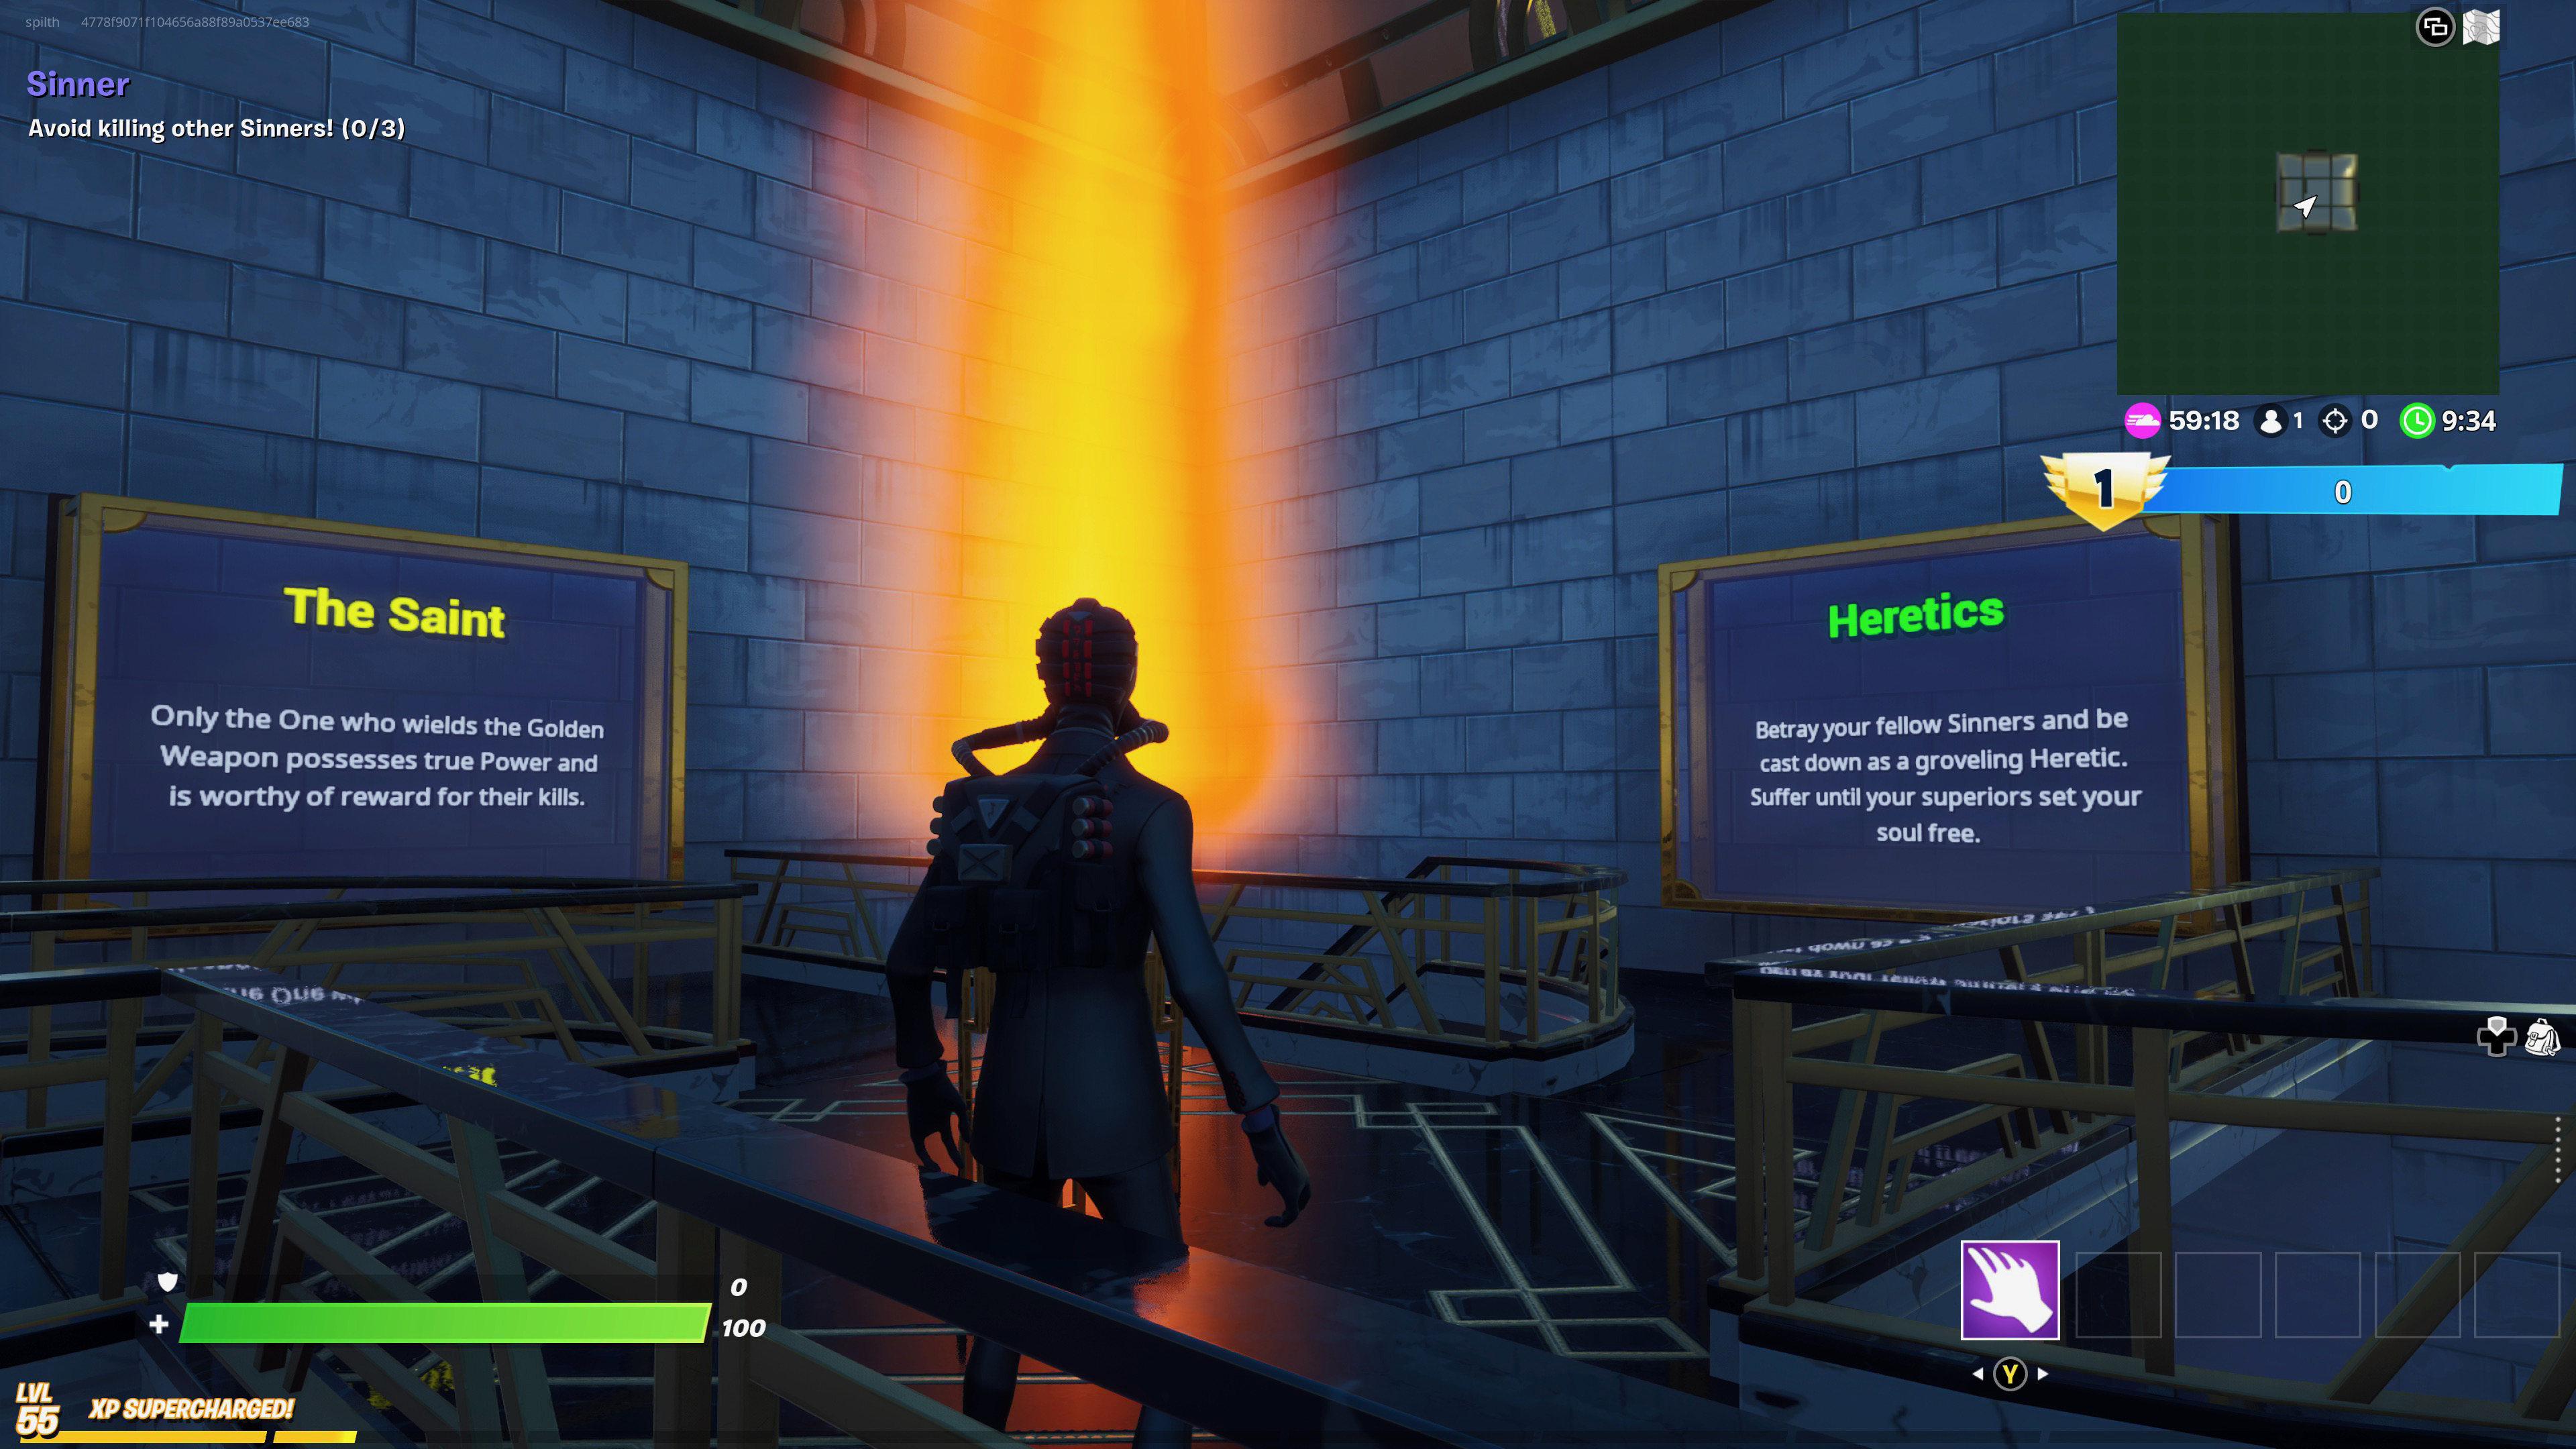 spilth 4778f9071f104656a88f89a0537ee683
Sinner
Avoid killing other Sinners! (0/3)
59:18 1 0 9:34
1 0
The Saint
Only the One who wields the Golden
Weapon possesses true Power and
is worthy of reward for their kills.
Heretics
Betray your fellow Sinners and be
cast down as a groveling Heretic.
Suffer until your superiors set your
soul free.
0
100
Y
LVL
55
XP SUPERCHARGED!